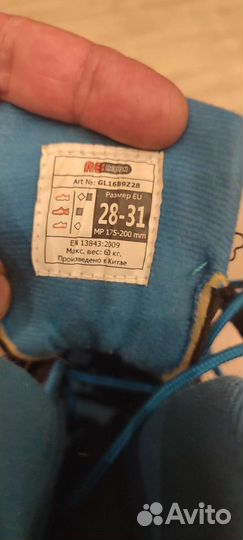 Art №: GL1689Z28
Размер EU
28-31
MP 175-200 mm
EN 13843:2009
Макс. вес: 60 кг.
Произведено в Китае
Avito